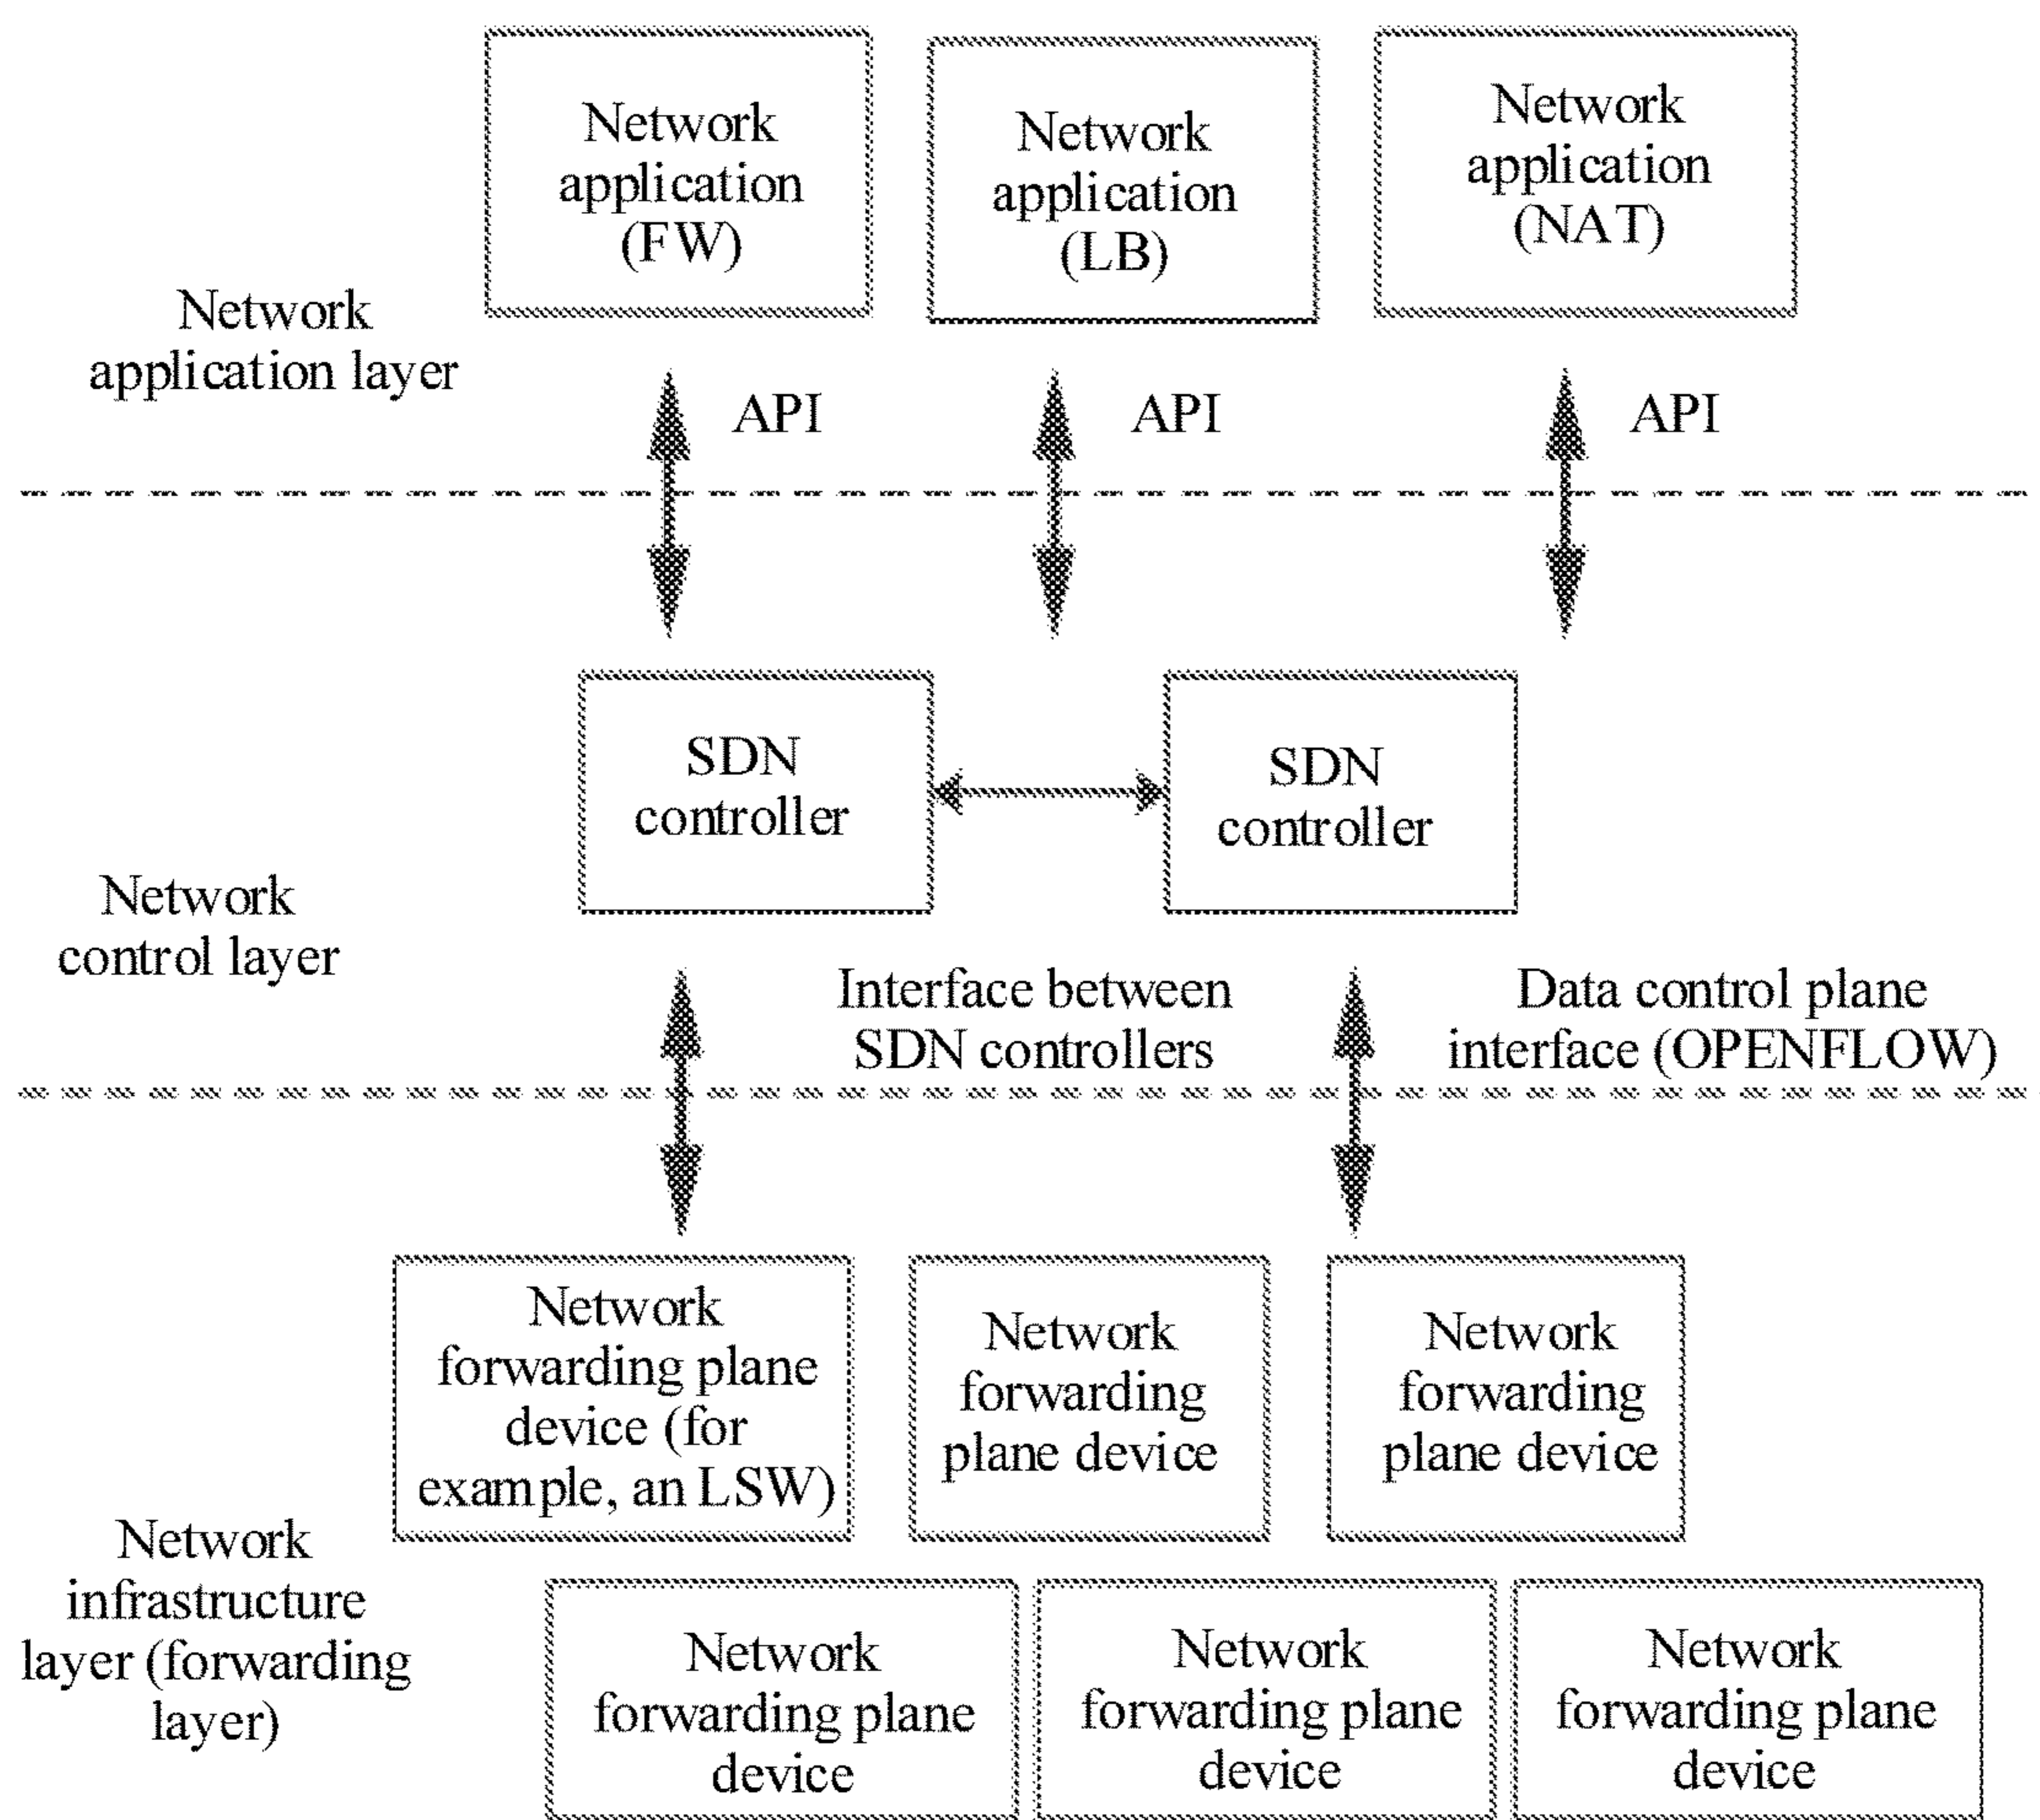 Network
application
(FW)
Network
application
(LB)
Network
application
(NAT)
Network
application layer
API
API
API
SDN
controller
SDN
controller
Network
control layer
Interface between
SDN controllers
Data control plane
interface (OPENFLOW)
Network
forwarding plane
device (for
example, an LSW)
Network
forwarding
plane device
Network
forwarding
plane device
Network
infrastructure
layer (forwarding
layer)
Network
forwarding plane
device
Network
forwarding plane
device
Network
forwarding plane
device